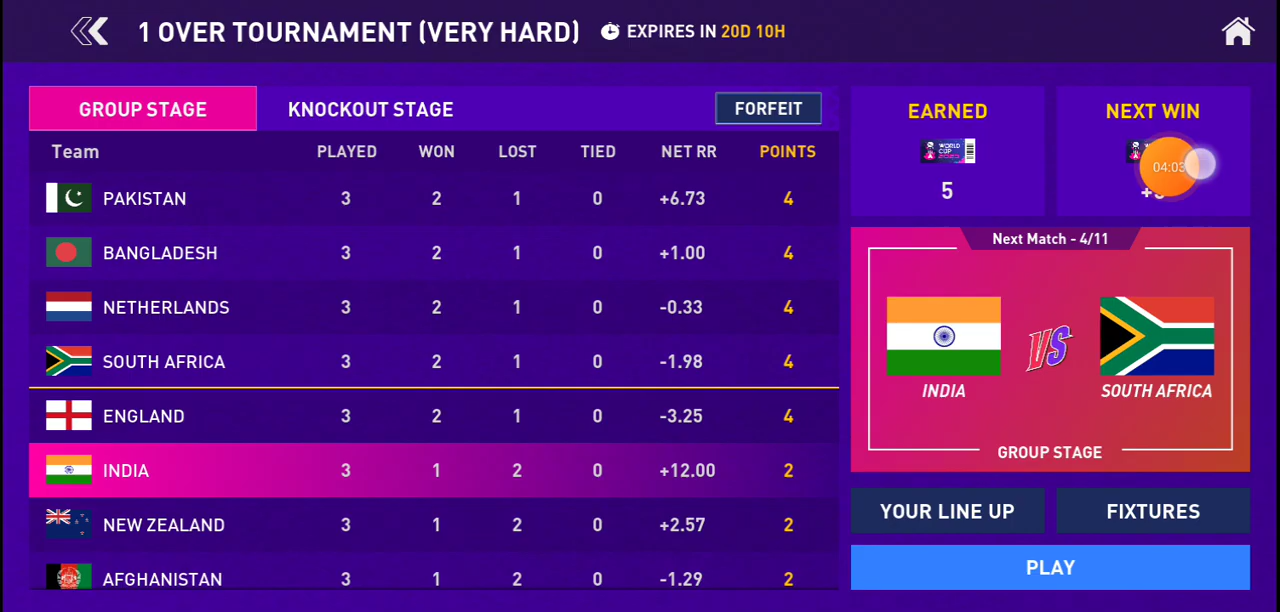 1 OVER TOURNAMENT (VERY HARD) EXPIRES IN 20D 10H
GROUP STAGE KNOCKOUT STAGE FORFEIT
Team PLAYED WON LOST TIED NET RR POINTS
PAKISTAN 3 2 1 0 +6.73 4
BANGLADESH 3 2 1 0 +1.00 4
NETHERLANDS 3 2 1 0 -0.33 4
SOUTH AFRICA 3 2 1 0 -1.98 4
ENGLAND 3 2 1 0 -3.25 4
INDIA 3 1 2 0 +12.00 2
NEW ZEALAND 3 1 2 0 +2.57 2
AFGHANISTAN 3 1 2 0 -1.29 2
EARNED
WORLD
CUP
5
NEXT WIN
04:03
Next Match - 4/11
INDIA VS SOUTH AFRICA
GROUP STAGE
YOUR LINE UP FIXTURES
PLAY